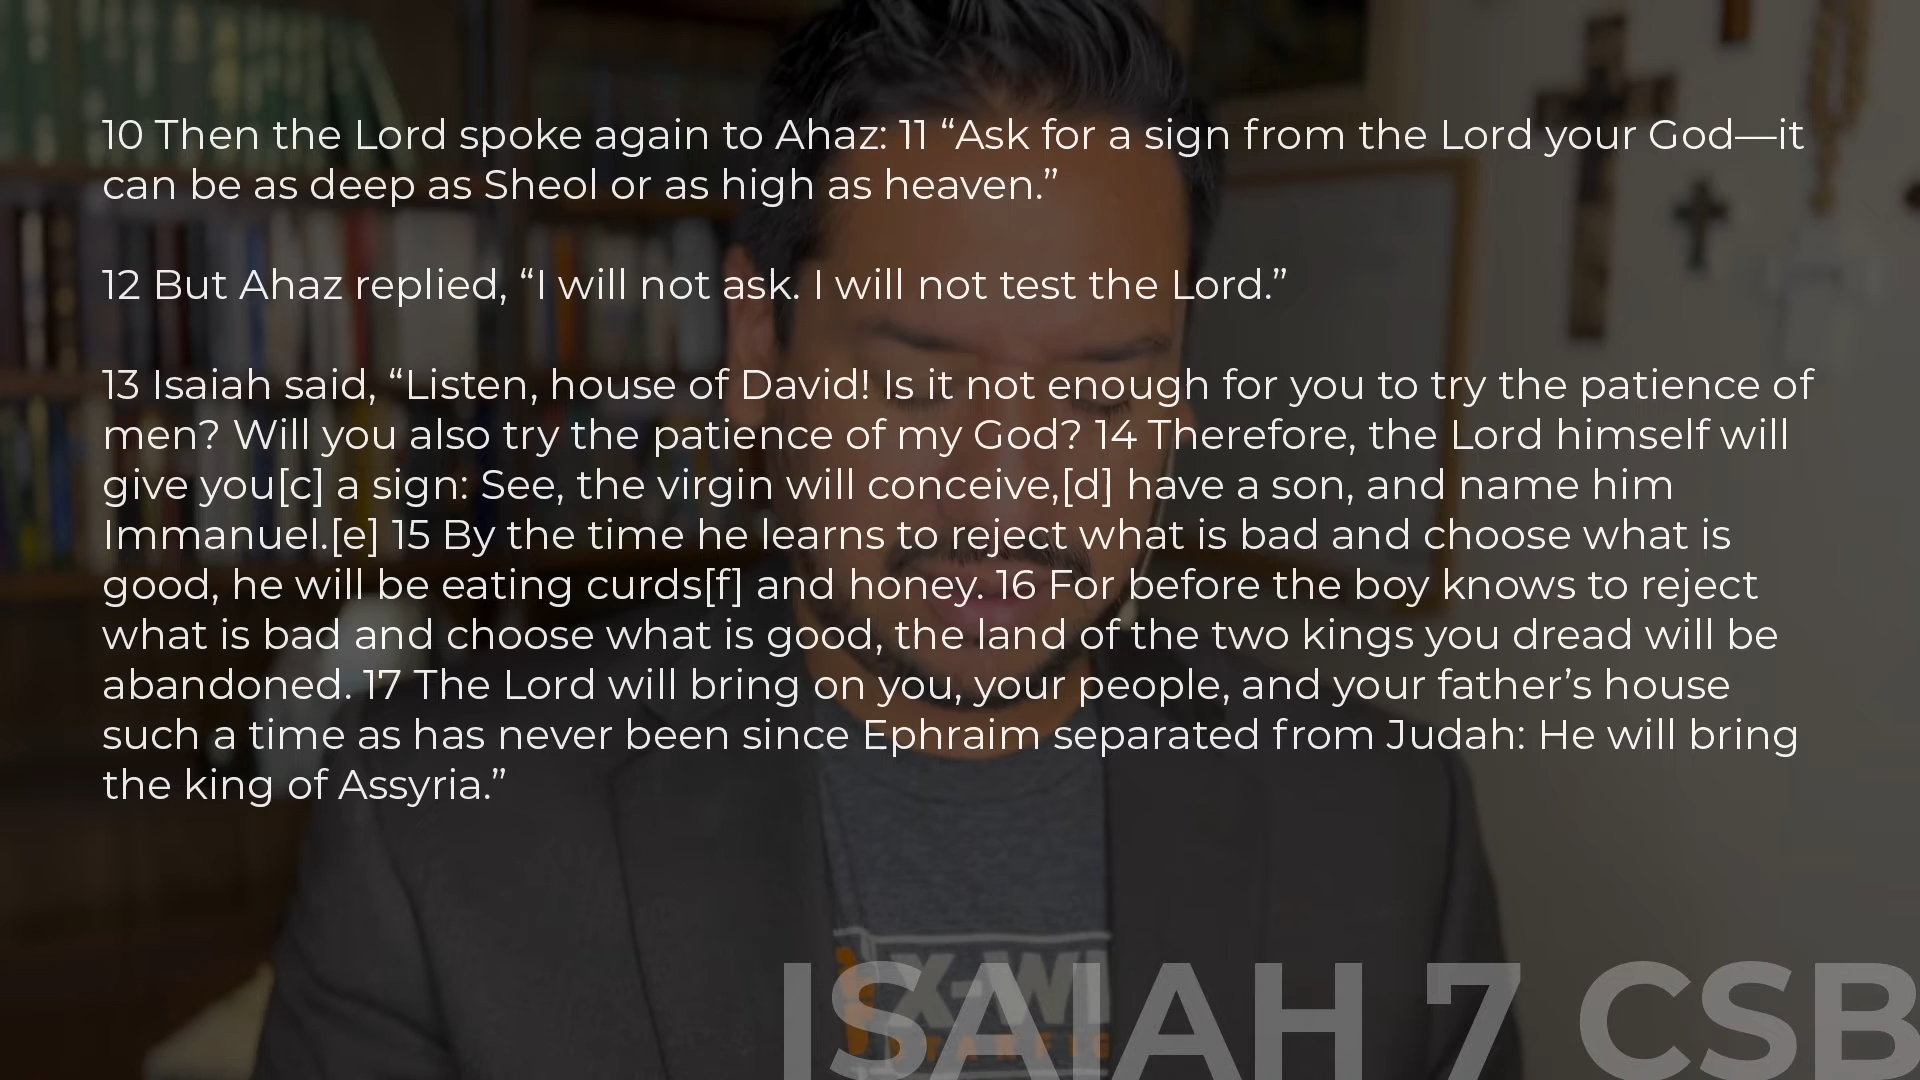 10 Then the Lord spoke again to Ahaz: 11 “Ask for a sign from the Lord your God—it
can be as deep as Sheol or as high as heaven.”
12 But Ahaz replied, “I will not ask. I will not test the Lord.”
13 Isaiah said, “Listen, house of David! Is it not enough for you to try the patience of
men? Will you also try the patience of my God? 14 Therefore, the Lord himself will
give you[c] a sign: See, the virgin will conceive,[d] have a son, and name him
Immanuel.[e] 15 By the time he learns to reject what is bad and choose what is
good, he will be eating curds[f] and honey. 16 For before the boy knows to reject
what is bad and choose what is good, the land of the two kings you dread will be
abandoned. 17 The Lord will bring on you, your people, and your father’s house
such a time as has never been since Ephraim separated from Judah: He will bring
the king of Assyria.”
ISAIAH 7 CSB